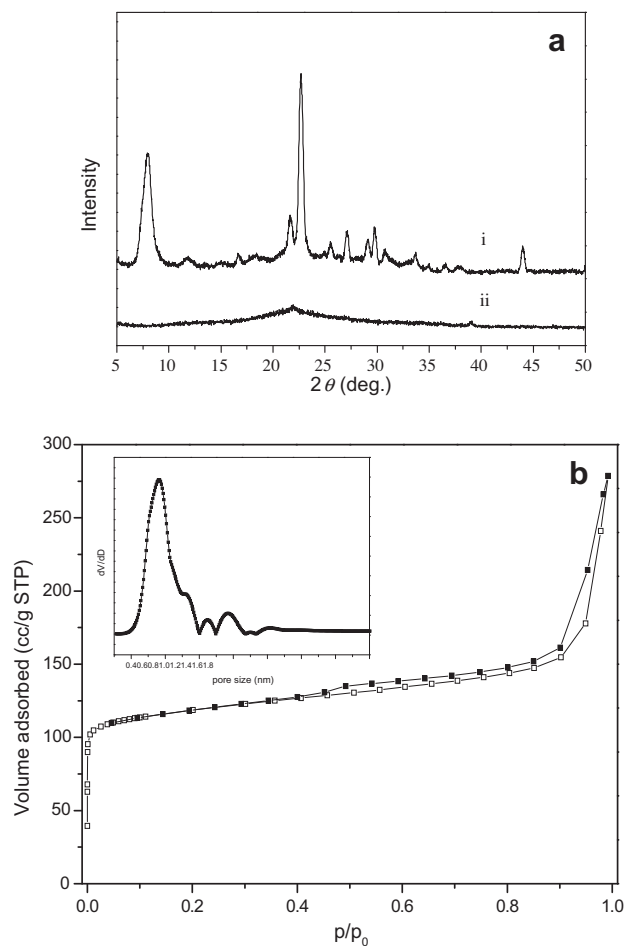 a
Intensity
i
ii
5 10 15 20 25 30 35 40 45 50
2 θ (deg.)
300
b
250
200
150
100
50
0
dV/dD
0.40.60.81.01.21.41.61.8
pore size (nm)
Volume adsorbed (cc/g STP)
0.0 0.2 0.4 0.6 0.8 1.0
p/p0